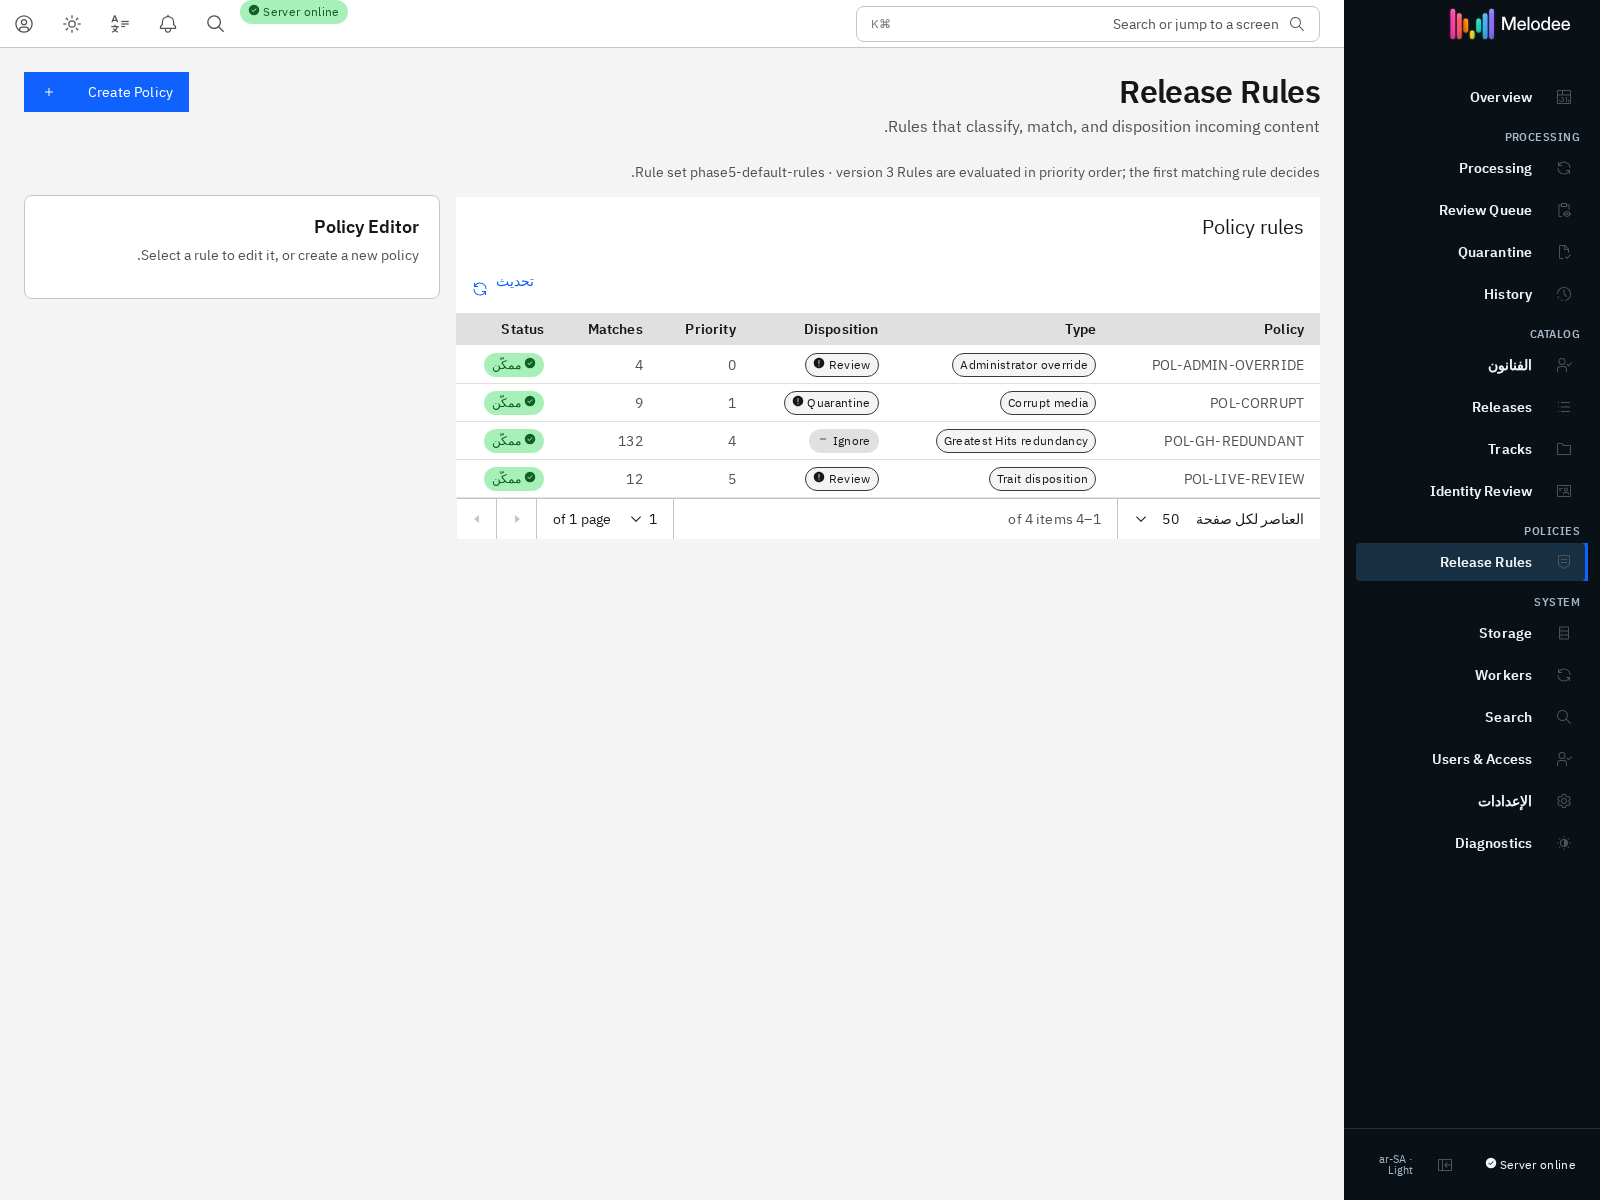 Melodee
Search or jump to a screen
K⌘
Server online
Overview
PROCESSING
Processing
Review Queue
Quarantine
History
CATALOG
الفنانون
Releases
Tracks
Identity Review
POLICIES
Release Rules
SYSTEM
Storage
Workers
Search
Users & Access
الإعدادات
Diagnostics
Server online
ar-SA ·
Light
Release Rules
Create Policy
.Rules that classify, match, and disposition incoming content
.Rule set phase5-default-rules · version 3 Rules are evaluated in priority order; the first matching rule decides
Policy rules
تحديث
Policy Type Disposition Priority Matches Status
POL-ADMIN-OVERRIDE Administrator override Review 0 4 ممكّن
POL-CORRUPT Corrupt media Quarantine 1 9 ممكّن
POL-GH-REDUNDANT Greatest Hits redundancy Ignore 4 132 ممكّن
POL-LIVE-REVIEW Trait disposition Review 5 12 ممكّن
العناصر لكل صفحة 50 of 4 items 4–1 1 of 1 page
Policy Editor
.Select a rule to edit it, or create a new policy